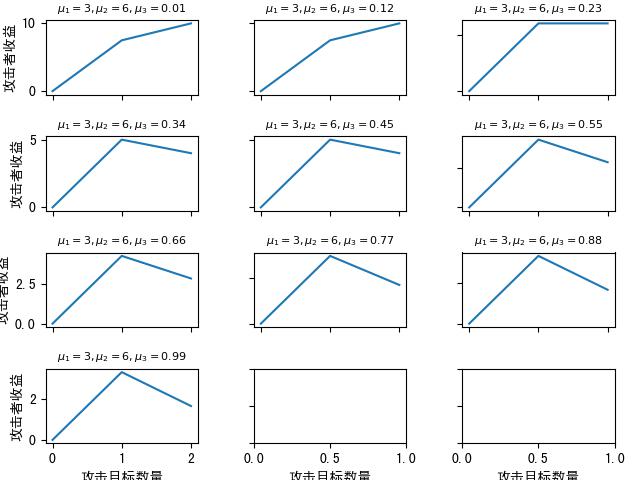 μ₁ = 3, μ₂ = 6, μ₃ = 0.01
μ₁ = 3, μ₂ = 6, μ₃ = 0.12
μ₁ = 3, μ₂ = 6, μ₃ = 0.23
10
0
攻击者收益
μ₁ = 3, μ₂ = 6, μ₃ = 0.34
μ₁ = 3, μ₂ = 6, μ₃ = 0.45
μ₁ = 3, μ₂ = 6, μ₃ = 0.55
5
0
攻击者收益
μ₁ = 3, μ₂ = 6, μ₃ = 0.66
μ₁ = 3, μ₂ = 6, μ₃ = 0.77
μ₁ = 3, μ₂ = 6, μ₃ = 0.88
2.5
0.0
攻击者收益
μ₁ = 3, μ₂ = 6, μ₃ = 0.99
2
0
攻击者收益
0 1 2
0.0 0.5 1.0
0.0 0.5 1.0
攻击目标数量
攻击目标数量
攻击目标数量